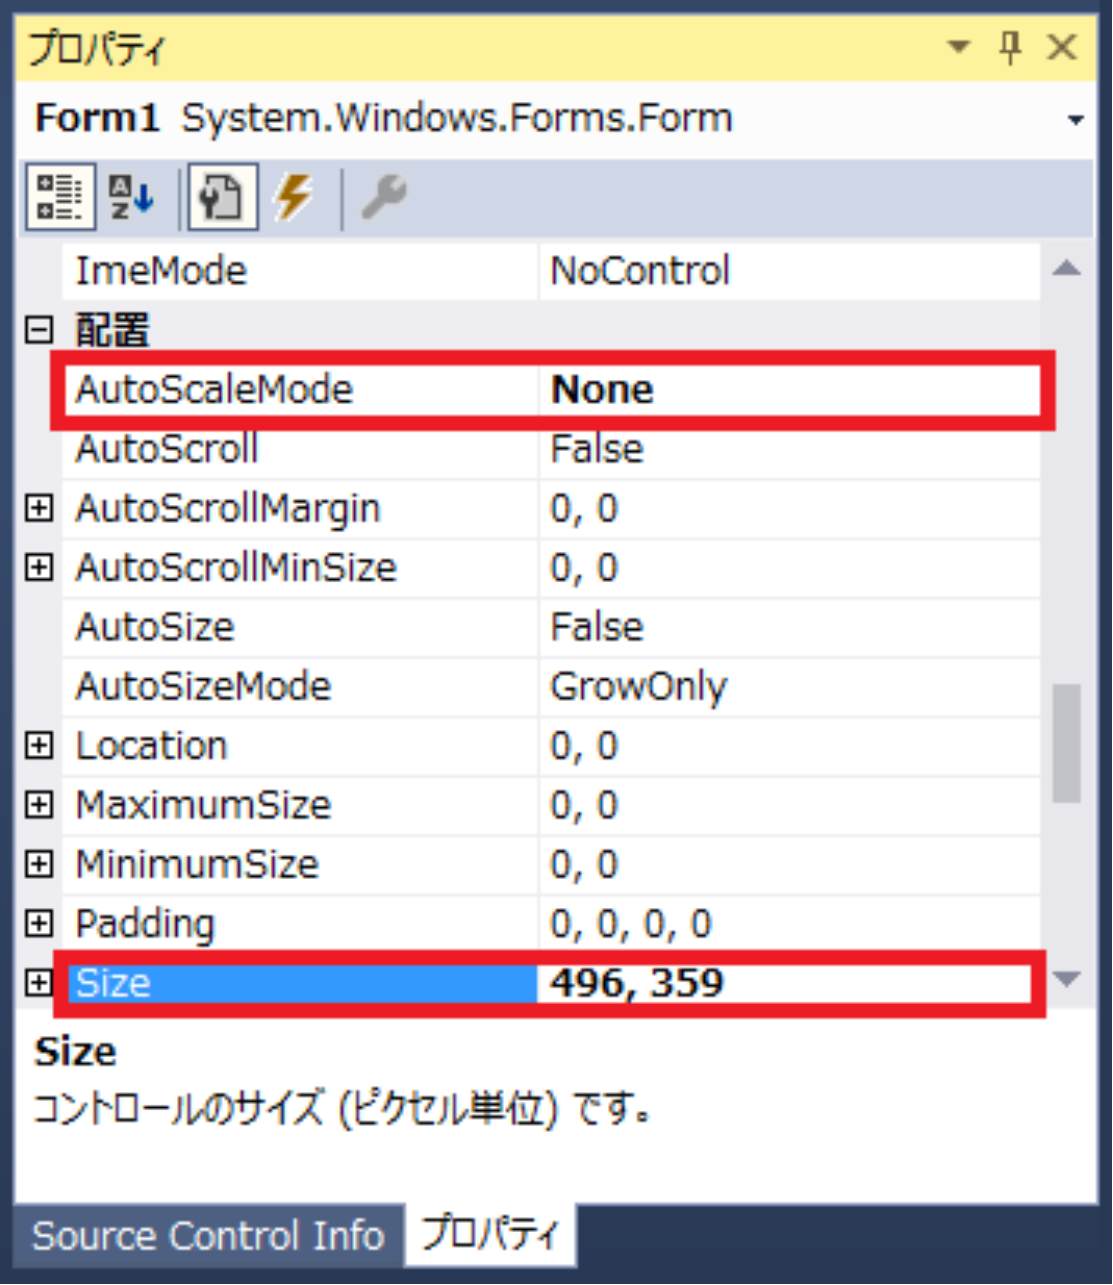 プロパティ
Form1 System.Windows.Forms.Form
A
Z
ImeMode NoControl
配置
AutoScaleMode None
AutoScroll False
AutoScrollMargin 0, 0
AutoScrollMinSize 0, 0
AutoSize False
AutoSizeMode GrowOnly
Location 0, 0
MaximumSize 0, 0
MinimumSize 0, 0
Padding 0, 0, 0, 0
Size 496, 359
Size
コントロールのサイズ (ピクセル単位) です。
Source Control Info プロパティ